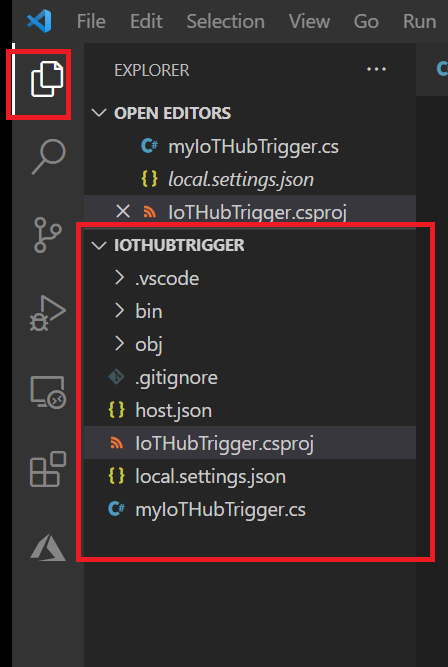 File Edit Selection View Go Run
EXPLORER ...
OPEN EDITORS
C# myIoTHubTrigger.cs
{} local.settings.json
IoTHubTrigger.csproj
IOTHUBTRIGGER
.vscode
bin
obj
.gitignore
{} host.json
IoTHubTrigger.csproj
{} local.settings.json
C# myIoTHubTrigger.cs